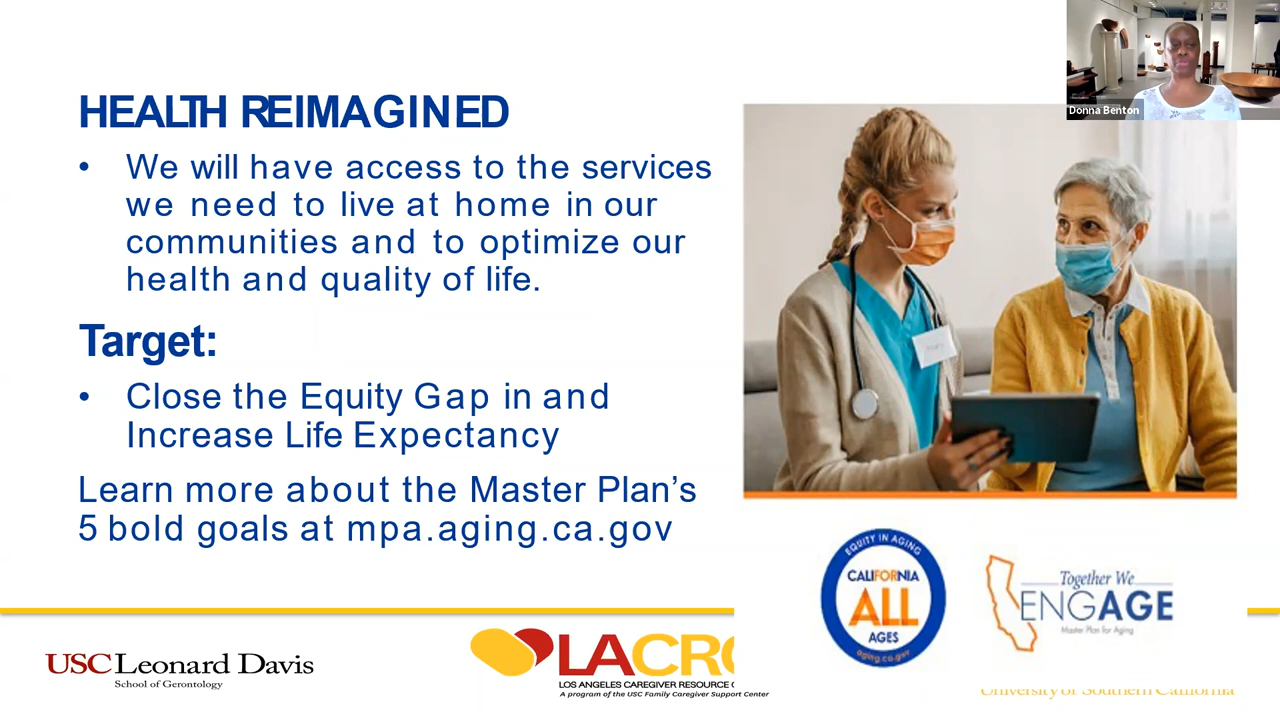 Donna Benton
HEALTH REIMAGINED
• We will have access to the services
we need to live at home in our
communities and to optimize our
health and quality of life.
Target:
• Close the Equity Gap in and
Increase Life Expectancy
Learn more about the Master Plan’s
5 bold goals at mpa.aging.ca.gov
EQUITY IN AGING
CALIFORNIA
ALL
AGES
aging.ca.gov
Together We
ENGAGE
Master Plan for Aging
USC Leonard Davis
School of Gerontology
LACRC
LOS ANGELES CAREGIVER RESOURCE
A program of the USC Family Caregiver Support Center
University of Southern California